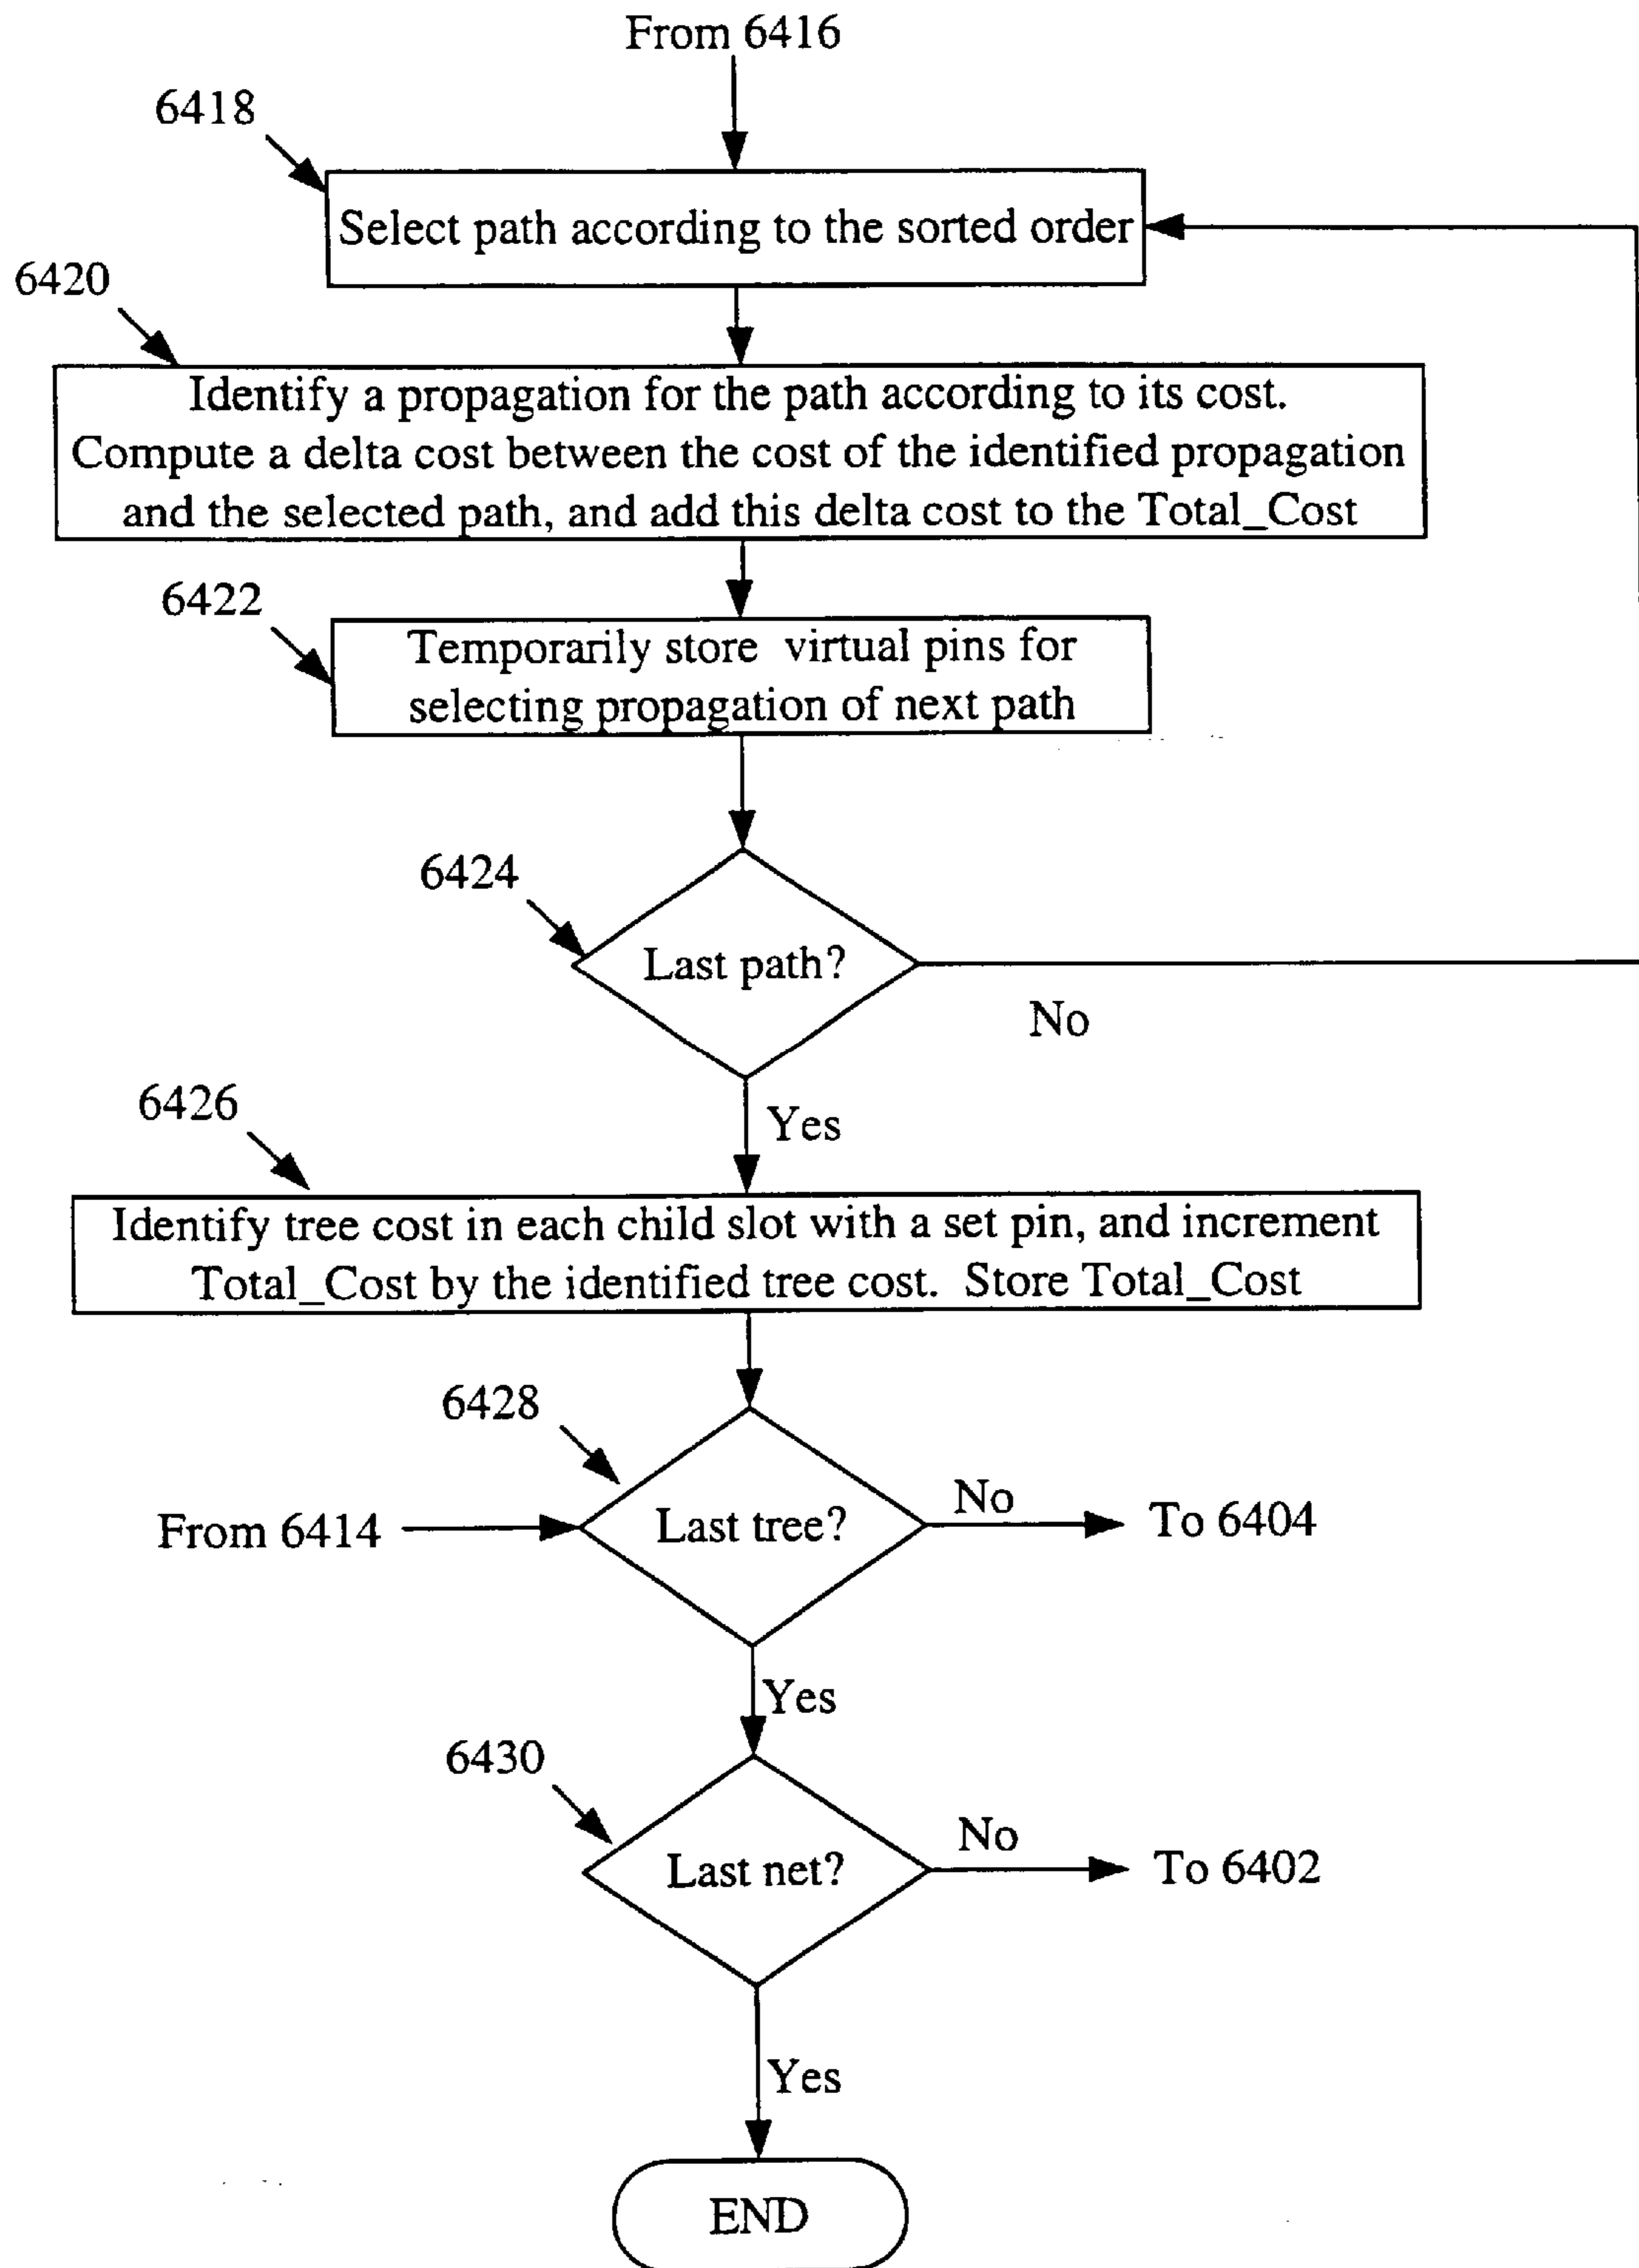 From 6416
6418
Select path according to the sorted order
6420
Identify a propagation for the path according to its cost.
Compute a delta cost between the cost of the identified propagation
and the selected path, and add this delta cost to the Total_Cost
6422
Temporarily store virtual pins for
selecting propagation of next path
6424
Last path?
No
Yes
6426
Identify tree cost in each child slot with a set pin, and increment
Total_Cost by the identified tree cost. Store Total_Cost
6428
From 6414
Last tree?
No
To 6404
Yes
6430
Last net?
No
To 6402
Yes
END